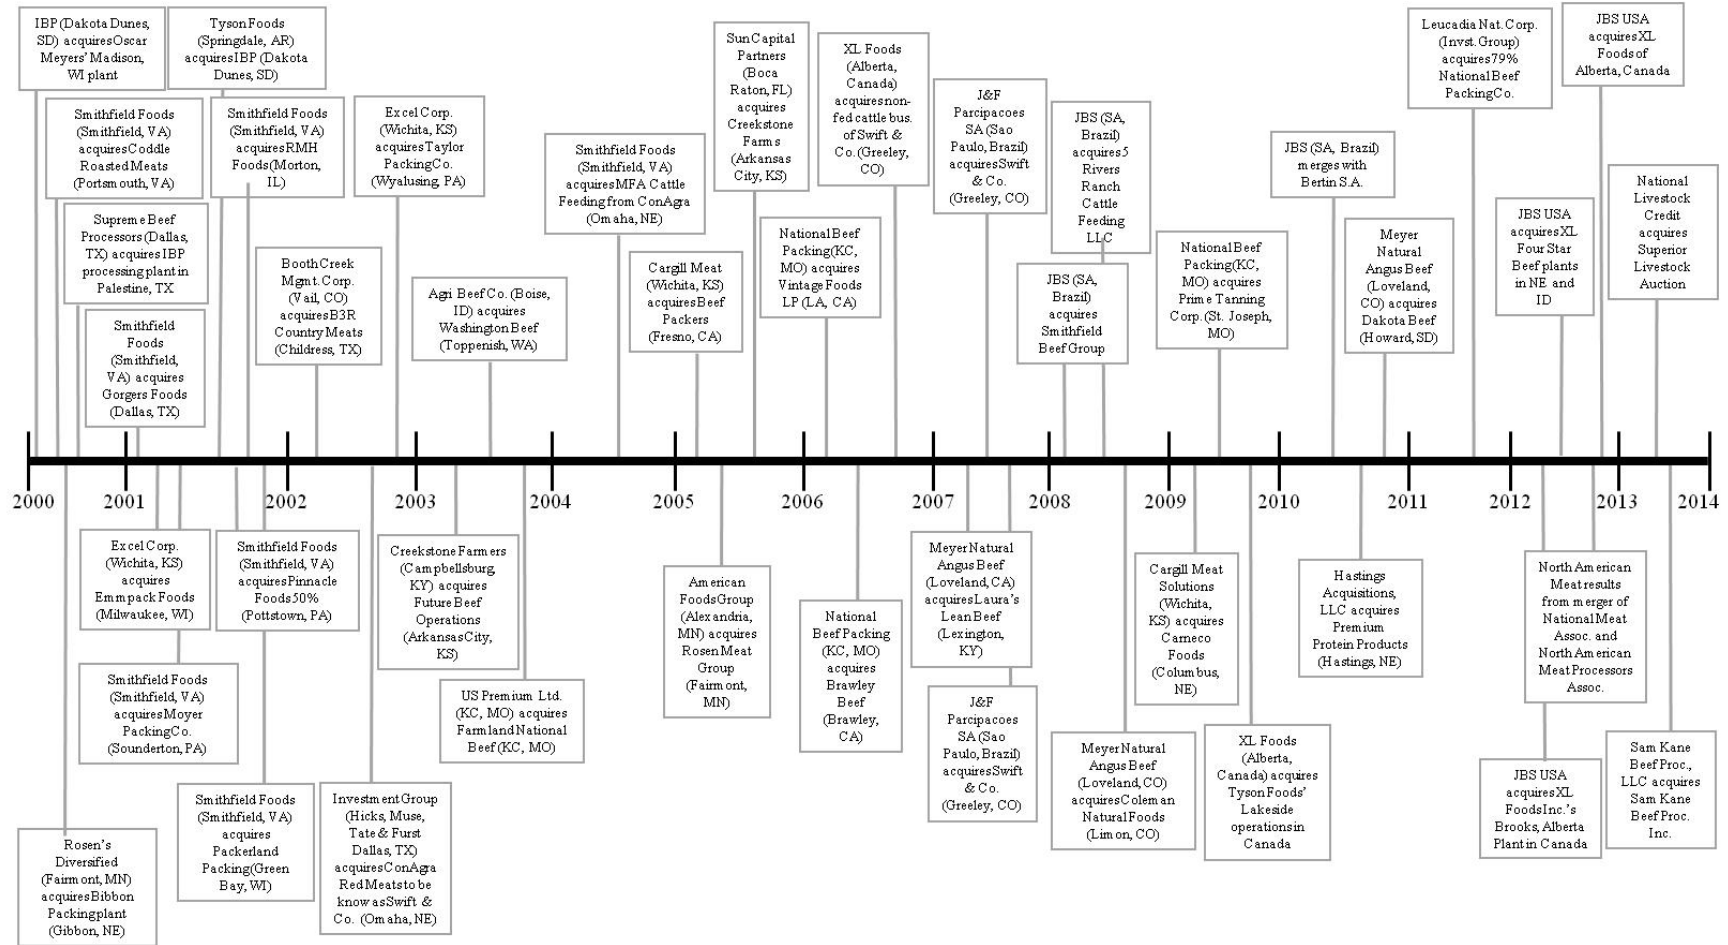 IBP (Dakota Dunes,
SD) acquires Oscar
Meyers' Madison,
WI plant
Tyson Foods
(Springdale, AR)
acquires IBP (Dakota
Dunes, SD)
Smithfield Foods
(Smithfield, VA)
acquires Coddle
Roasted Meats
(Portsmouth, VA)
Smithfield Foods
(Smithfield, VA)
acquires RMH
Foods (Morton,
IL)
Supreme Beef
Processors (Dallas,
TX) acquires IBP
processing plant in
Palestine, TX
Smithfield
Foods
(Smithfield,
VA) acquires
Gorgers Foods
(Dallas, TX)
Booth Creek
Mgmt. Corp.
(Vail, CO)
acquires B3R
Country Meats
(Childress, TX)
Excel Corp.
(Wichita, KS)
acquires Taylor
Packing Co.
(Wyalusing, PA)
Agri Beef Co. (Boise,
ID) acquires
Washington Beef
(Toppenish, WA)
Smithfield Foods
(Smithfield, VA)
acquires MFA Cattle
Feeding from ConAgra
(Omaha, NE)
Cargill Meat
(Wichita, KS)
acquires Beef
Packers
(Fresno, CA)
Sun Capital
Partners
(Boca
Raton, FL)
acquires
Creekstone
Farms
(Arkansas
City, KS)
National Beef
Packing (KC,
MO) acquires
Vintage Foods
LP (LA, CA)
XL Foods
(Alberta,
Canada)
acquires non-
fed cattle bus.
of Swift &
Co. (Greeley,
CO)
J&F
Parcipacoes
SA (Sao
Paulo, Brazil)
acquires Swift
& Co.
(Greeley, CO)
JBS (SA,
Brazil)
acquires 5
Rivers
Ranch
Cattle
Feeding
LLC
JBS (SA,
Brazil)
acquires
Smithfield
Beef Group
National Beef
Packing (KC,
MO) acquires
Prime Tanning
Corp. (St. Joseph,
MO)
JBS (SA, Brazil)
merges with
Bertin S.A.
Meyer
Natural
Angus Beef
(Loveland,
CO) acquires
Dakota Beef
(Howard, SD)
Leucadia Nat. Corp.
(Invst. Group)
acquires 79%
National Beef
Packing Co.
JBS USA
acquires XL
Four Star
Beef plants
in NE and
ID
JBS USA
acquires XL
Foods of
Alberta, Canada
National
Livestock
Credit
acquires
Superior
Livestock
Auction
2000 2001 2002 2003 2004 2005 2006 2007 2008 2009 2010 2011 2012 2013 2014
Excel Corp.
(Wichita, KS)
acquires
Emmpack Foods
(Milwaukee, WI)
Smithfield Foods
(Smithfield, VA)
acquires Moyer
Packing Co.
(Sounderton, PA)
Rosen's
Diversified
(Fairmont, MN)
acquires Bibbon
Packing plant
(Gibbon, NE)
Smithfield Foods
(Smithfield, VA)
acquires Pinnacle
Foods 50%
(Pottstown, PA)
Smithfield Foods
(Smithfield, VA)
acquires
Packerland
Packing (Green
Bay, WI)
Investment Group
(Hicks, Muse,
Tate & Furst
Dallas, TX)
acquires ConAgra
Red Meats to be
know as Swift &
Co. (Omaha, NE)
Creekstone Farmers
(Campbellsburg,
KY) acquires
Future Beef
Operations
(Arkansas City,
KS)
US Premium Ltd.
(KC, MO) acquires
Farmland National
Beef (KC, MO)
American
Foods Group
(Alexandria,
MN) acquires
Rosen Meat
Group
(Fairmont,
MN)
National
Beef Packing
(KC, MO)
acquires
Brawley
Beef
(Brawley,
CA)
Meyer Natural
Angus Beef
(Loveland, CA)
acquires Laura's
Lean Beef
(Lexington,
KY)
J&F
Parcipacoes
SA (Sao
Paulo, Brazil)
acquires Swift
& Co.
(Greeley, CO)
Meyer Natural
Angus Beef
(Loveland, CO)
acquires Coleman
Natural Foods
(Limon, CO)
Cargill Meat
Solutions
(Wichita,
KS) acquires
Carneco
Foods
(Columbus,
NE)
XL Foods
(Alberta,
Canada) acquires
Tyson Foods'
Lakeside
operations in
Canada
Hastings
Acquisitions,
LLC acquires
Premium
Protein Products
(Hastings, NE)
North American
Meat results
from merger of
National Meat
Assoc. and
North American
Meat Processors
Assoc.
JBS USA
acquires XL
Foods Inc.'s
Brooks, Alberta
Plant in Canada
Sam Kane
Beef Proc.,
LLC acquires
Sam Kane
Beef Proc.
Inc.